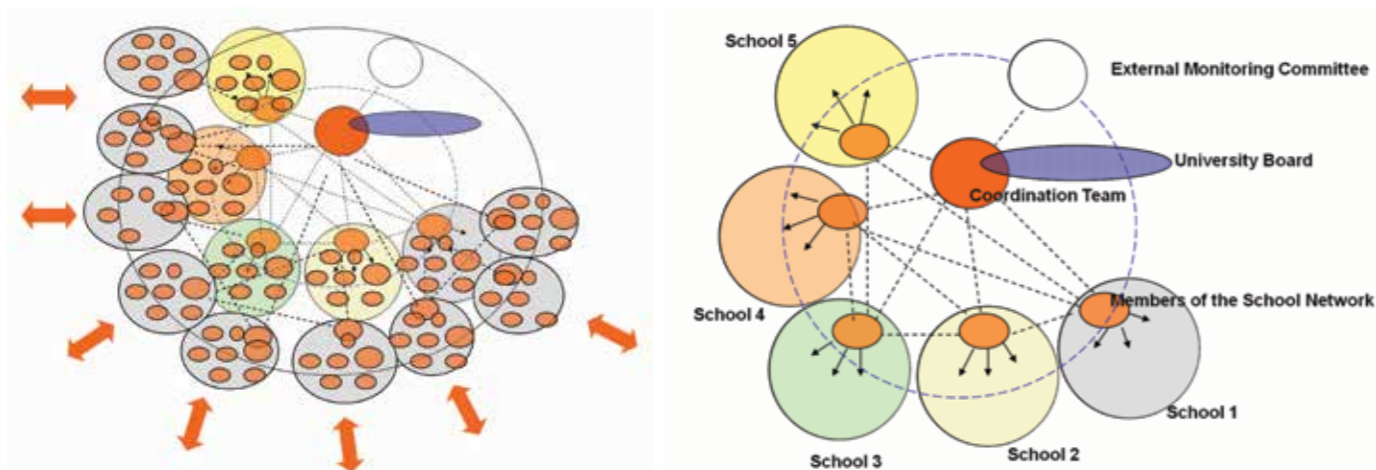 School 5
External Monitoring Committee
University Board
Coordination Team
Members of the School Network
School 4
School 1
School 3
School 2